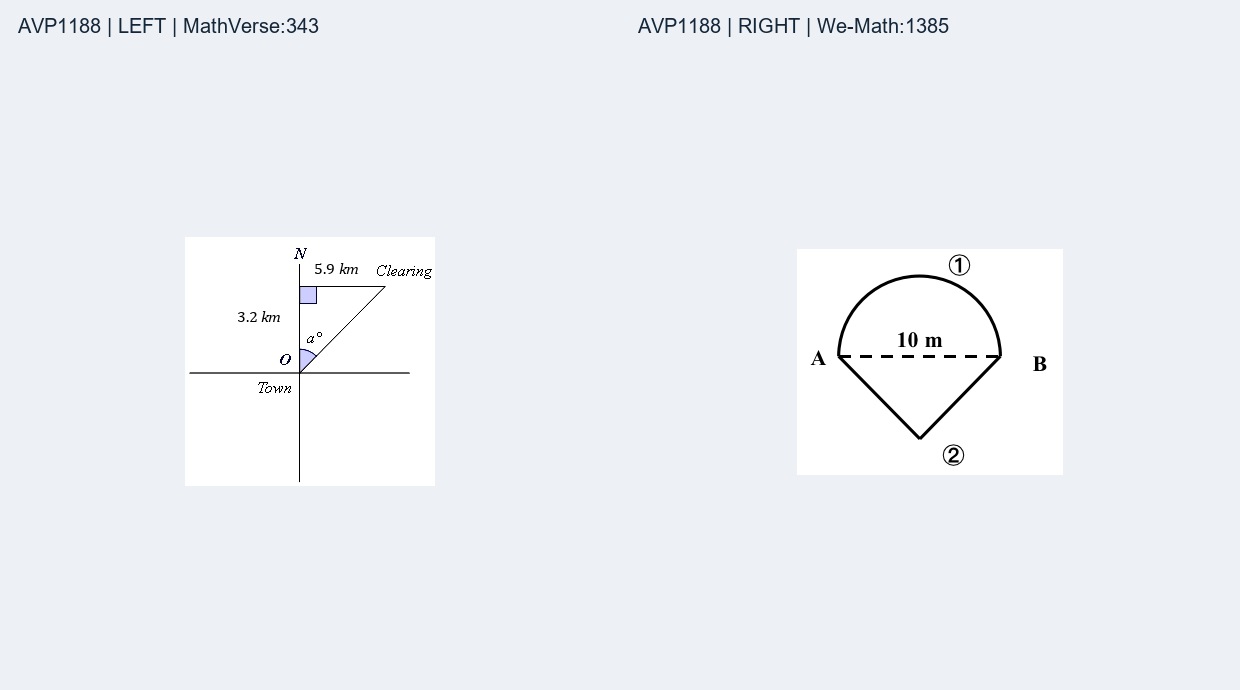 AVP1188 | LEFT | MathVerse:343
AVP1188 | RIGHT | We-Math:1385
N
5.9 km
Clearing
3.2 km
a°
O
Town
①
10 m
A
B
②